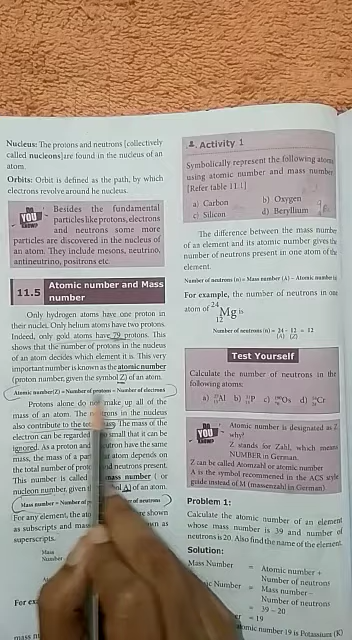 Nucleus: The protons and neutrons [collectively
called nucleons]are found in the nucleus of an
atom.
Orbits: Orbit is defined as the path, by which
electrons revolve around he nucleus.
DO
YOU
KNOW?
Besides the fundamental
particles like protons, electrons
and neutrons some more
particles are discovered in the nucleus of
an atom. They include mesons, neutrino,
antineutrino, positrons etc.
11.5 Atomic number and Mass
number
Only hydrogen atoms have one proton in
their nuclei. Only helium atoms have two protons.
Indeed, only gold atoms have 79 protons. This
shows that the number of protons in the nucleus
of an atom decides which element it is. This very
important number is known as the atomic number
(proton number, given the symbol Z) of an atom.
Atomic number(Z) = Number of protons = Number of electrons
Protons alone do make up all of the
mass of an atom. The in the nucleus
also contribute to the The mass of the
electron can be regarded small that it can be
ignored. As a proton and have the same
mass, the mass of a atom depends on
the total number of and neutrons present.
This number is called mass number ( or
nucleon number, given A) of an atom.
Mass number = Number of of neutrons
For any element, the shown
as subscripts and mass as
superscripts.
Mass
Number
For
mass
Activity 1
Symbolically represent the following atoms
using atomic number and mass number
[Refer table 11.1]
a) Carbon b) Oxygen
c) Silicon d) Beryllium
The difference between the mass number
of an element and its atomic number gives the
number of neutrons present in one atom of the
element.
Number of neutrons (n) = Mass number (A) – Atomic number
For example, the number of neutrons in one
atom of ²⁴₁₂Mg is
Number of neutrons (n) = 24 - 12 = 12
(A) (Z)
Test Yourself
Calculate the number of neutrons in the
following atoms.
a) Al b) P c) Os d) Cr
DO
YOU
KNOW?
Atomic number is designated as Z
why?
Z stands for Zahl, which means
NUMBER in German.
Z can be called Atomzahl or atomic number
A is the symbol recommened in the ACS style
guide instead of M (massenzahl in German).
Problem 1:
Calculate the atomic number of an element
whose mass number is 39 and number of
neutrons is 20. Also find the name of the element.
Solution:
Mass Number = Atomic number +
Number of neutrons
Number = Mass number–
Number of neutrons
= 39 – 20
= 19
atomic number 19 is Potassium (K)